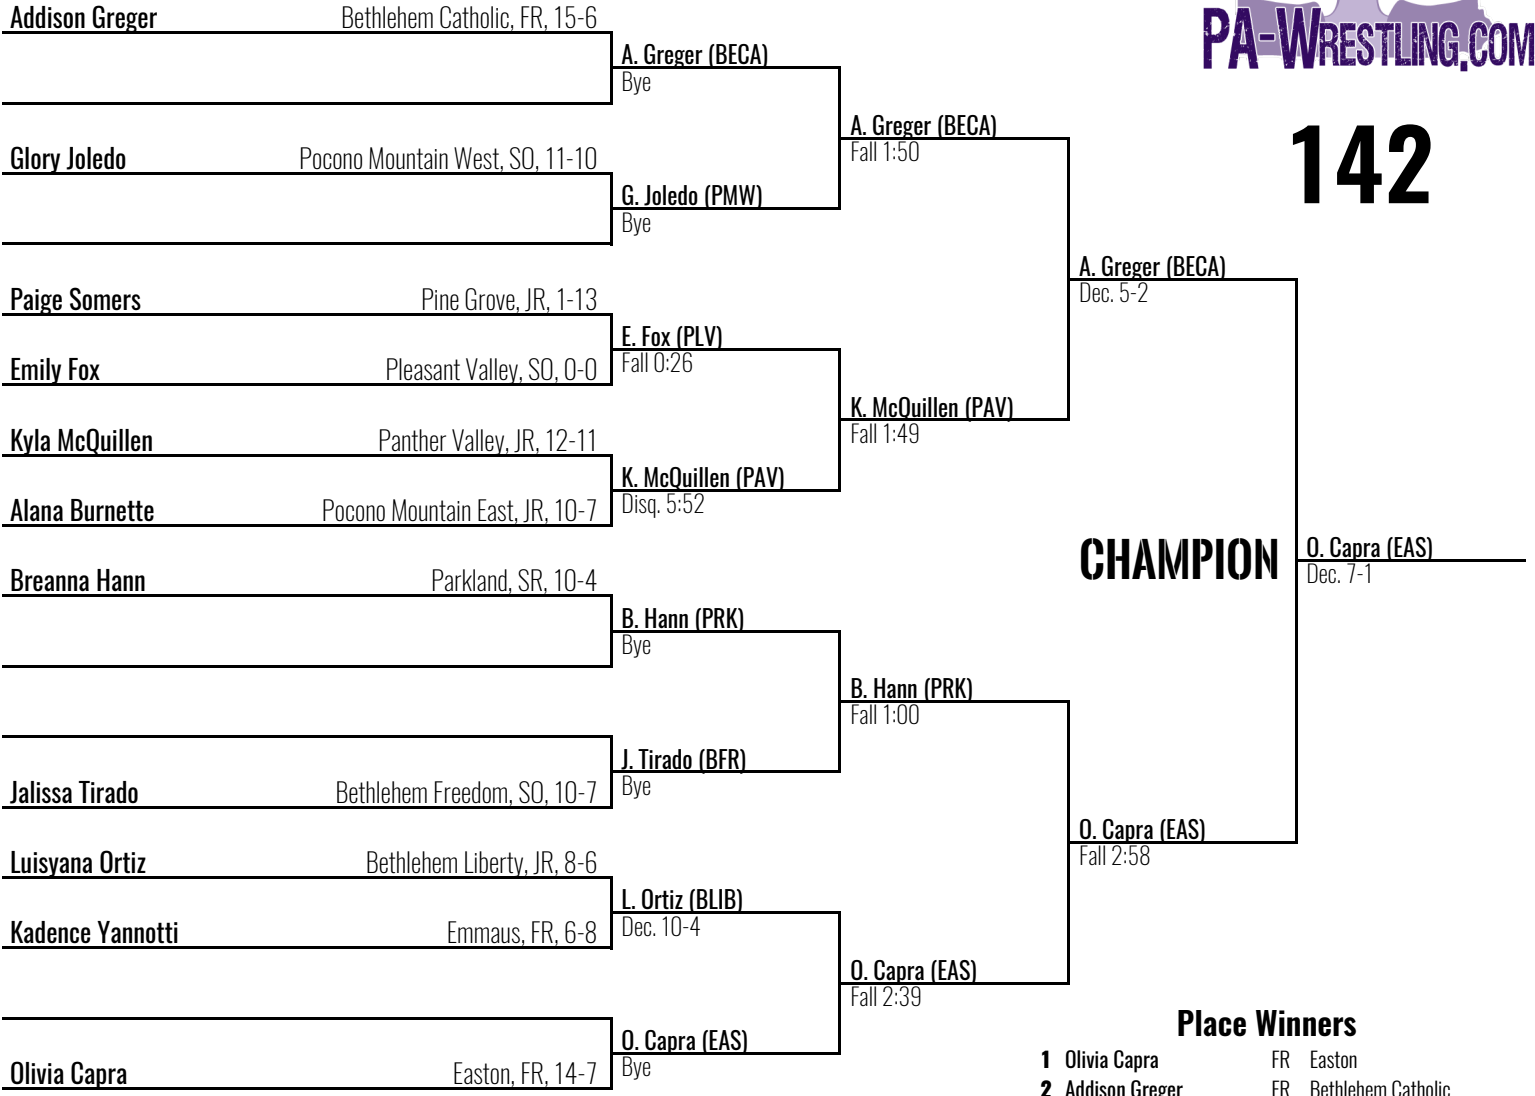 Addison Greger Bethlehem Catholic, FR, 15-6
A. Greger (BECA)
Bye
Glory Joledo Pocono Mountain West, SO, 11-10
G. Joledo (PMW)
Bye
A. Greger (BECA)
Fall 1:50
Paige Somers Pine Grove, JR, 1-13
E. Fox (PLV)
Fall 0:26
Emily Fox Pleasant Valley, SO, 0-0
Kyla McQuillen Panther Valley, JR, 12-11
K. McQuillen (PAV)
Disq. 5:52
Alana Burnette Pocono Mountain East, JR, 10-7
K. McQuillen (PAV)
Fall 1:49
A. Greger (BECA)
Dec. 5-2
Breanna Hann Parkland, SR, 10-4
B. Hann (PRK)
Bye
J. Tirado (BFR)
Bye
Jalissa Tirado Bethlehem Freedom, SO, 10-7
B. Hann (PRK)
Fall 1:00
Luisyana Ortiz Bethlehem Liberty, JR, 8-6
L. Ortiz (BLIB)
Dec. 10-4
Kadence Yannotti Emmaus, FR, 6-8
O. Capra (EAS)
Bye
Olivia Capra Easton, FR, 14-7
O. Capra (EAS)
Fall 2:39
O. Capra (EAS)
Fall 2:58
CHAMPION
O. Capra (EAS)
Dec. 7-1
PA-WRESTLING.COM
142
Place Winners
1 Olivia Capra FR Easton
2 Addison Greger FR Bethlehem Catholic